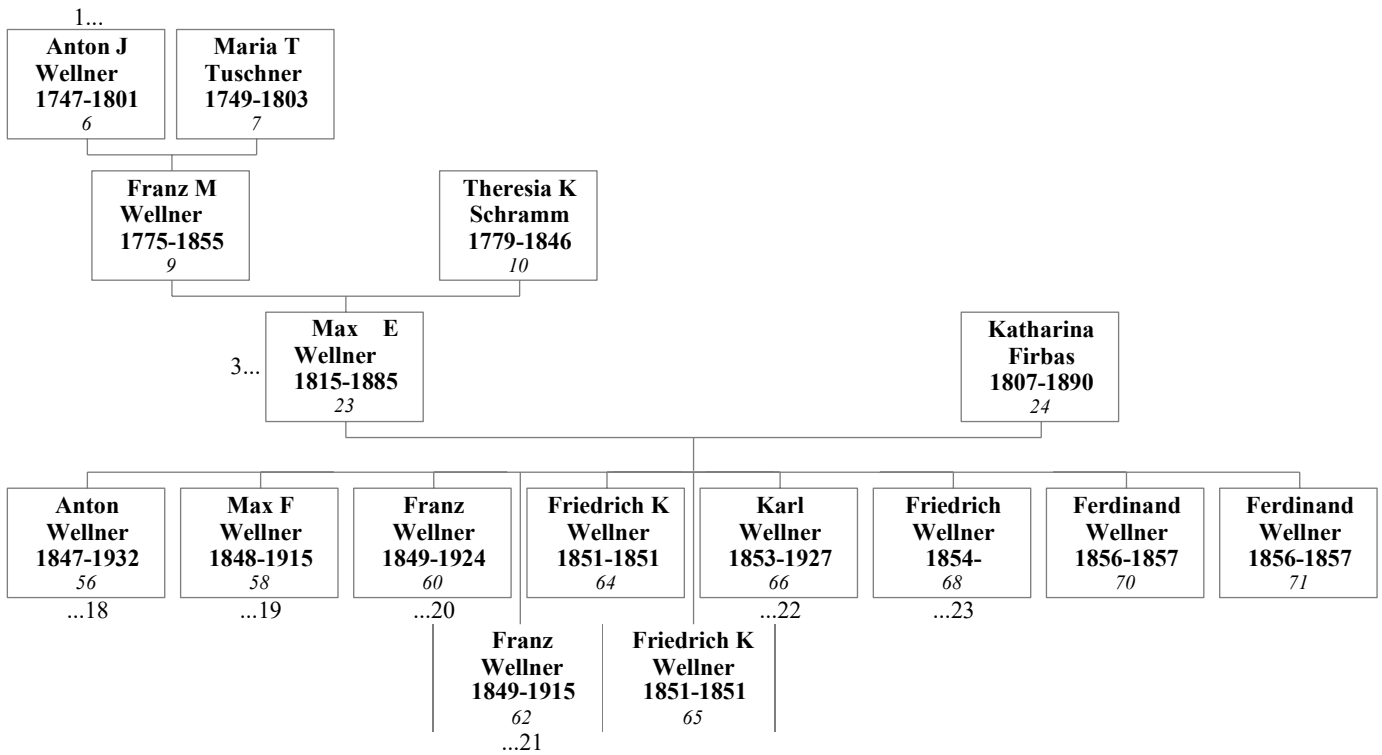 1...
Anton J
Wellner
1747-1801
6
Maria T
Tuschner
1749-1803
7
Franz M
Wellner
1775-1855
9
Theresia K
Schramm
1779-1846
10
3...
Max E
Wellner
1815-1885
23
Katharina
Firbas
1807-1890
24
Anton
Wellner
1847-1932
56
...18
Max F
Wellner
1848-1915
58
...19
Franz
Wellner
1849-1924
60
...20
Friedrich K
Wellner
1851-1851
64
Karl
Wellner
1853-1927
66
...22
Friedrich
Wellner
1854-
68
...23
Ferdinand
Wellner
1856-1857
70
Ferdinand
Wellner
1856-1857
71
Franz
Wellner
1849-1915
62
...21
Friedrich K
Wellner
1851-1851
65